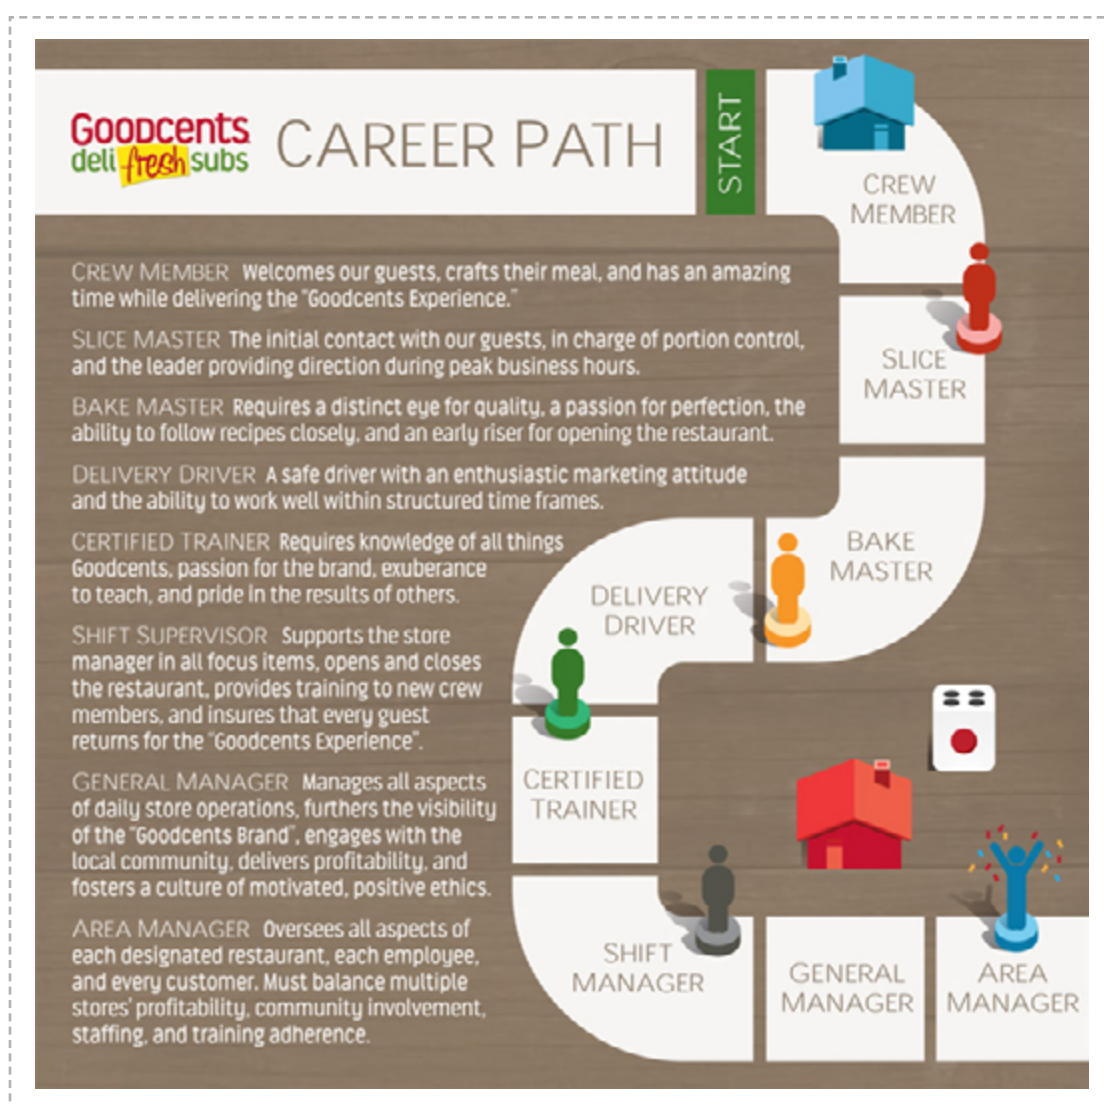 GOODCENTS
deli fresh subs
CAREER PATH
START
CREW
MEMBER
SLICE
MASTER
BAKE
MASTER
DELIVERY
DRIVER
CERTIFIED
TRAINER
SHIFT
MANAGER
GENERAL
MANAGER
AREA
MANAGER
CREW MEMBER Welcomes our guests, crafts their meal, and has an amazing
time while delivering the "Goodcents Experience."
SLICE MASTER The initial contact with our guests, in charge of portion control,
and the leader providing direction during peak business hours.
BAKE MASTER Requires a distinct eye for quality, a passion for perfection, the
ability to follow recipes closely, and an early riser for opening the restaurant.
DELIVERY DRIVER A safe driver with an enthusiastic marketing attitude
and the ability to work well within structured time frames.
CERTIFIED TRAINER Requires knowledge of all things
Goodcents, passion for the brand, exuberance
to teach, and pride in the results of others.
SHIFT SUPERVISOR Supports the store
manager in all focus items, opens and closes
the restaurant, provides training to new crew
members, and insures that every guest
returns for the "Goodcents Experience".
GENERAL MANAGER Manages all aspects
of daily store operations, furthers the visibility
of the "Goodcents Brand", engages with the
local community, delivers profitability, and
fosters a culture of motivated, positive ethics.
AREA MANAGER Oversees all aspects of
each designated restaurant, each employee,
and every customer. Must balance multiple
stores' profitability, community involvement,
staffing, and training adherence.